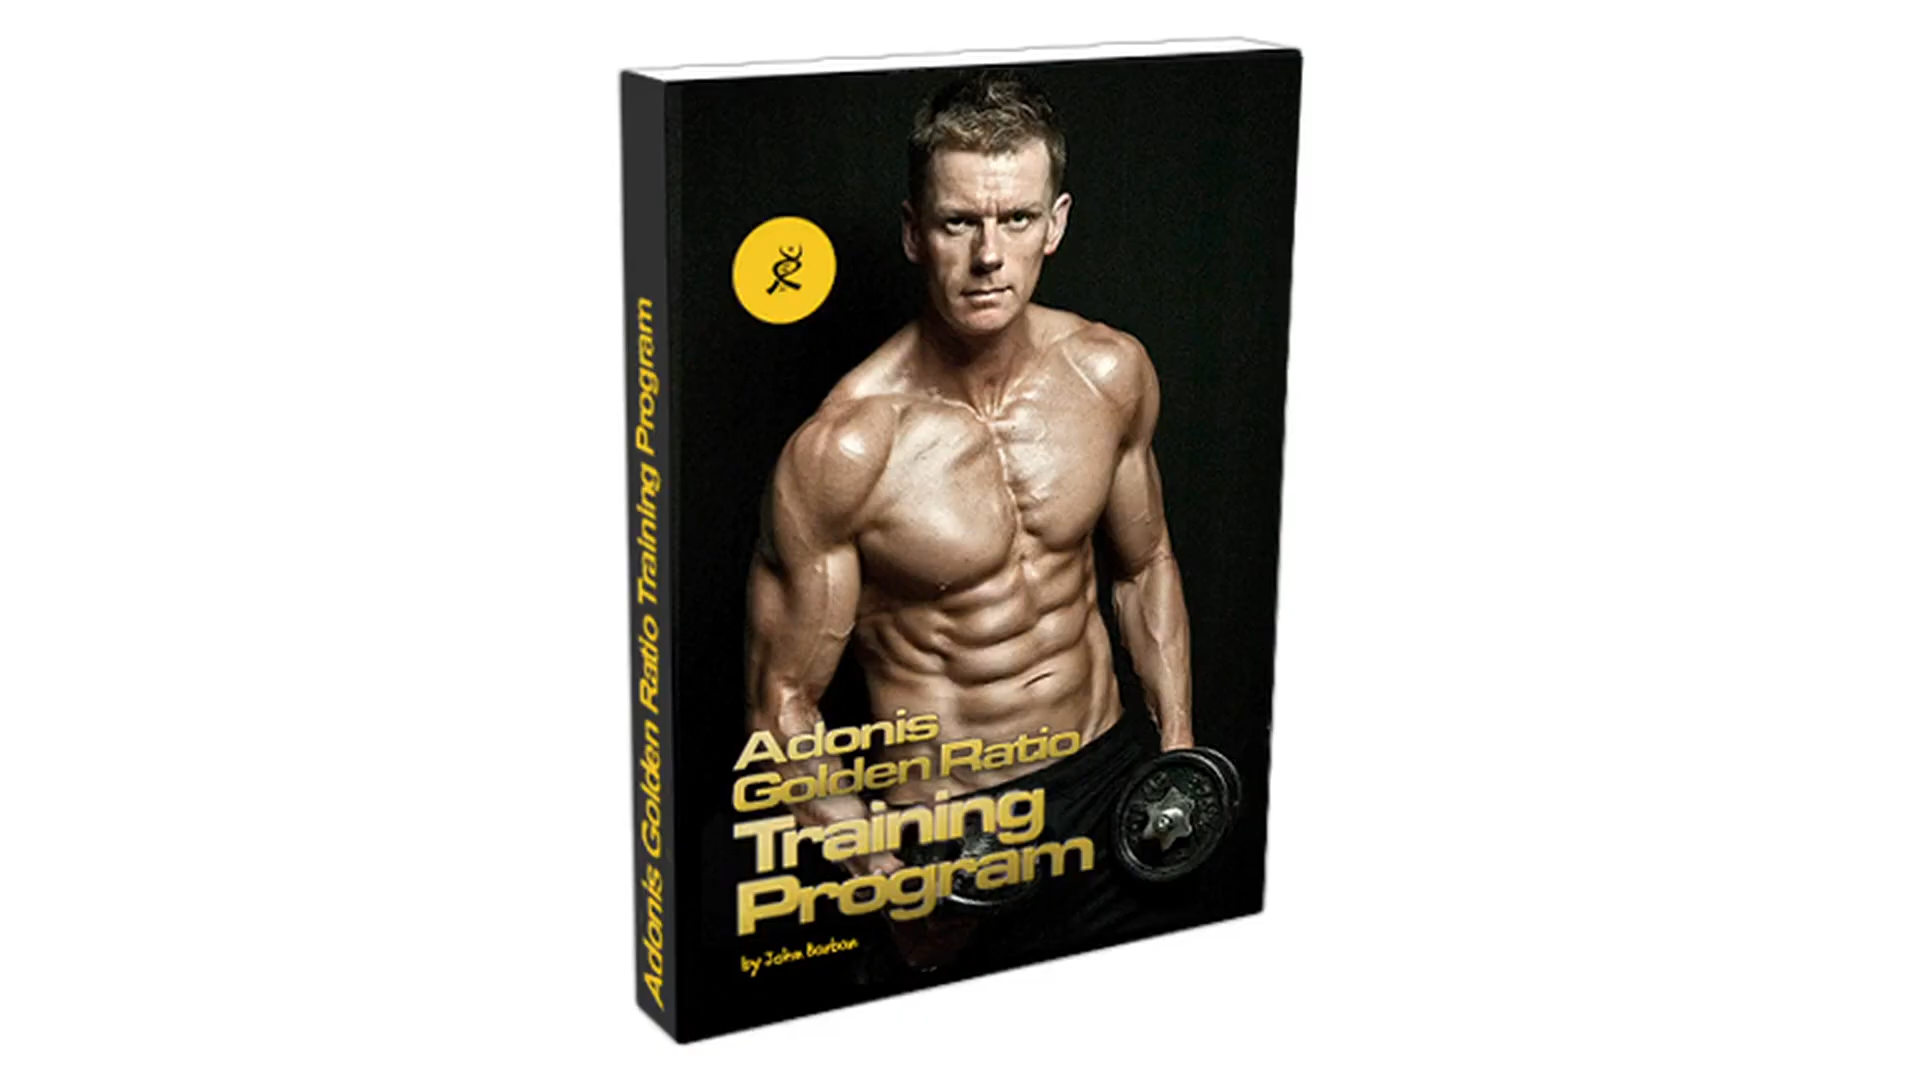 Adonis Golden Ratio Training Program
Adonis
Golden Ratio
Training
Program
by John Barban